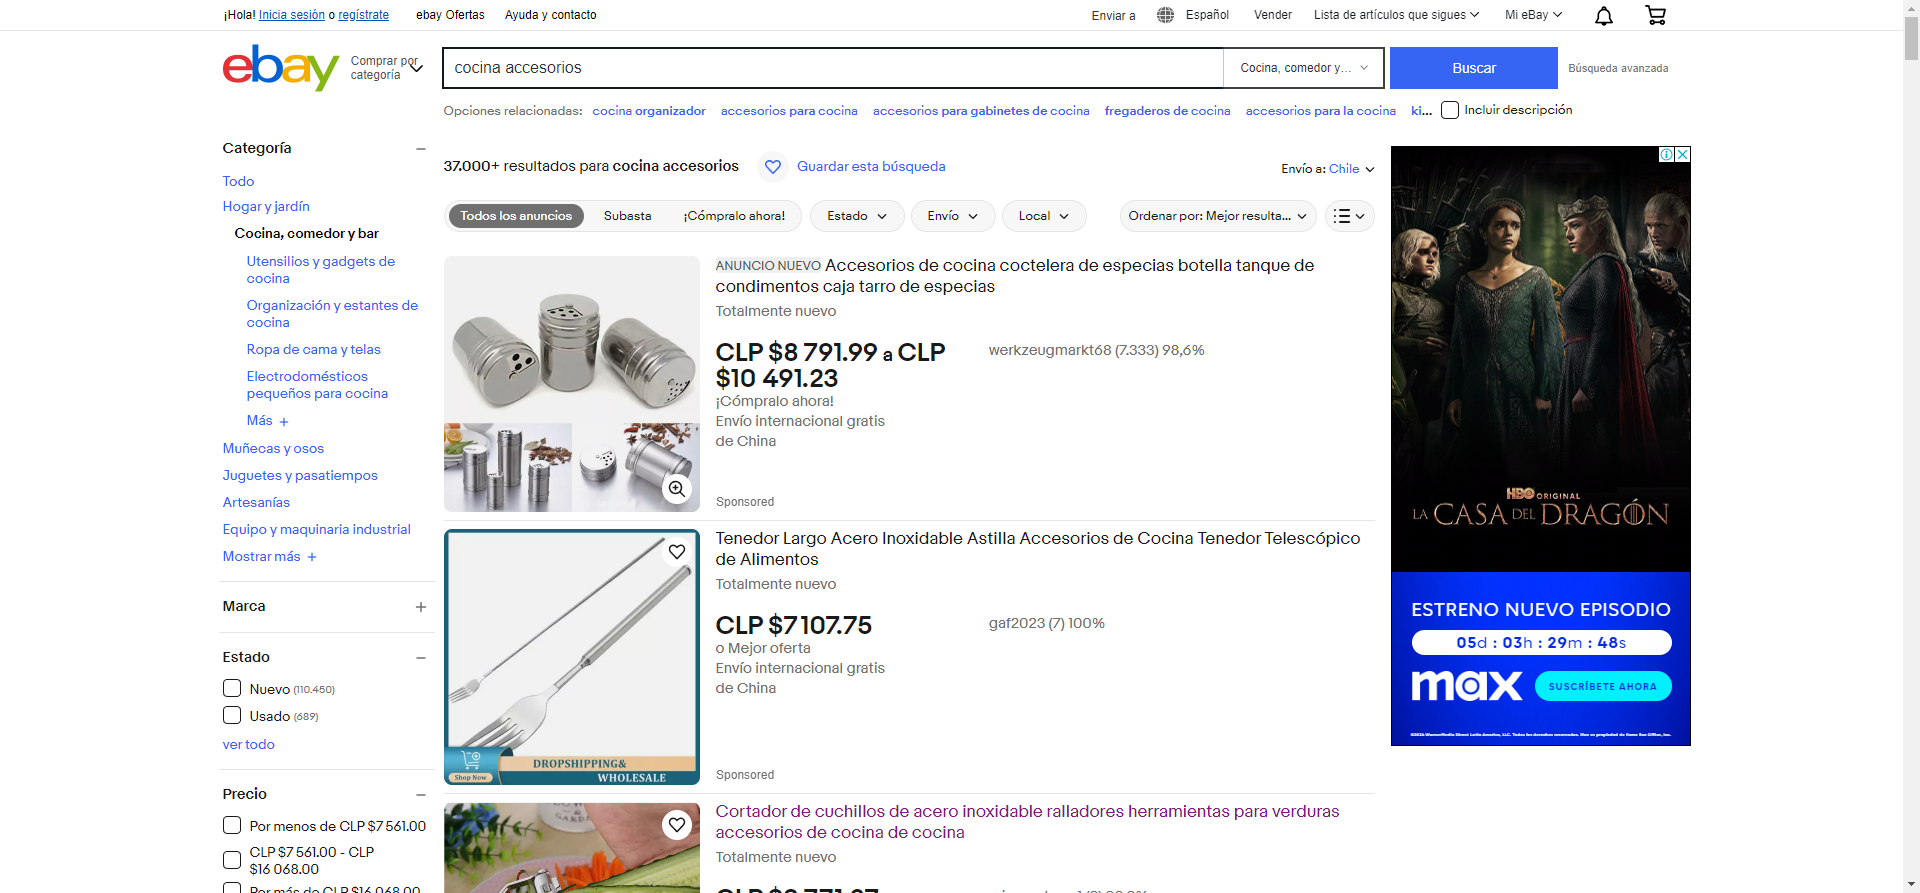 ¡Hola! Inicia sesión o regístrate
ebay Ofertas
Ayuda y contacto
Enviar a
Español
Vender
Lista de artículos que sigues
Mi eBay
ebay
Comprar por
categoría
cocina accesorios
Cocina, comedor y...
Buscar
Búsqueda avanzada
Opciones relacionadas: cocina organizador accesorios para cocina accesorios para gabinetes de cocina fregaderos de cocina accesorios para la cocina ki...
Incluir descripción
Categoría
Todo
Hogar y jardín
Cocina, comedor y bar
Utensilios y gadgets de
cocina
Organización y estantes de
cocina
Ropa de cama y telas
Electrodomésticos
pequeños para cocina
Más +
Muñecas y osos
Juguetes y pasatiempos
Artesanías
Equipo y maquinaria industrial
Mostrar más +
Marca
Estado
Nuevo (110.450)
Usado (689)
ver todo
Precio
Por menos de CLP $7 561.00
CLP $7 561.00 - CLP
$16 068.00
Por más de CLP $16 068.00
37.000+ resultados para cocina accesorios
Guardar esta búsqueda
Envío a: Chile
Todos los anuncios
Subasta
¡Cómpralo ahora!
Estado
Envío
Local
Ordenar por: Mejor resulta...
ANUNCIO NUEVO Accesorios de cocina coctelera de especias botella tanque de
condimentos caja tarro de especias
Totalmente nuevo
CLP $8 791.99 a CLP
$10 491.23
werkzeugmarkt68 (7.333) 98,6%
¡Cómpralo ahora!
Envío internacional gratis
de China
Sponsored
Tenedor Largo Acero Inoxidable Astilla Accesorios de Cocina Tenedor Telescópico
de Alimentos
Totalmente nuevo
CLP $7 107.75
gaf2023 (7) 100%
o Mejor oferta
Envío internacional gratis
de China
Sponsored
Shop Now
DROPSHIPPING&
WHOLESALE
Cortador de cuchillos de acero inoxidable ralladores herramientas para verduras
accesorios de cocina de cocina
Totalmente nuevo
HBO ORIGINAL
LA CASA DEL DRAGÓN
ESTRENO NUEVO EPISODIO
05d : 03h : 29m : 48s
max
SUSCRÍBETE AHORA